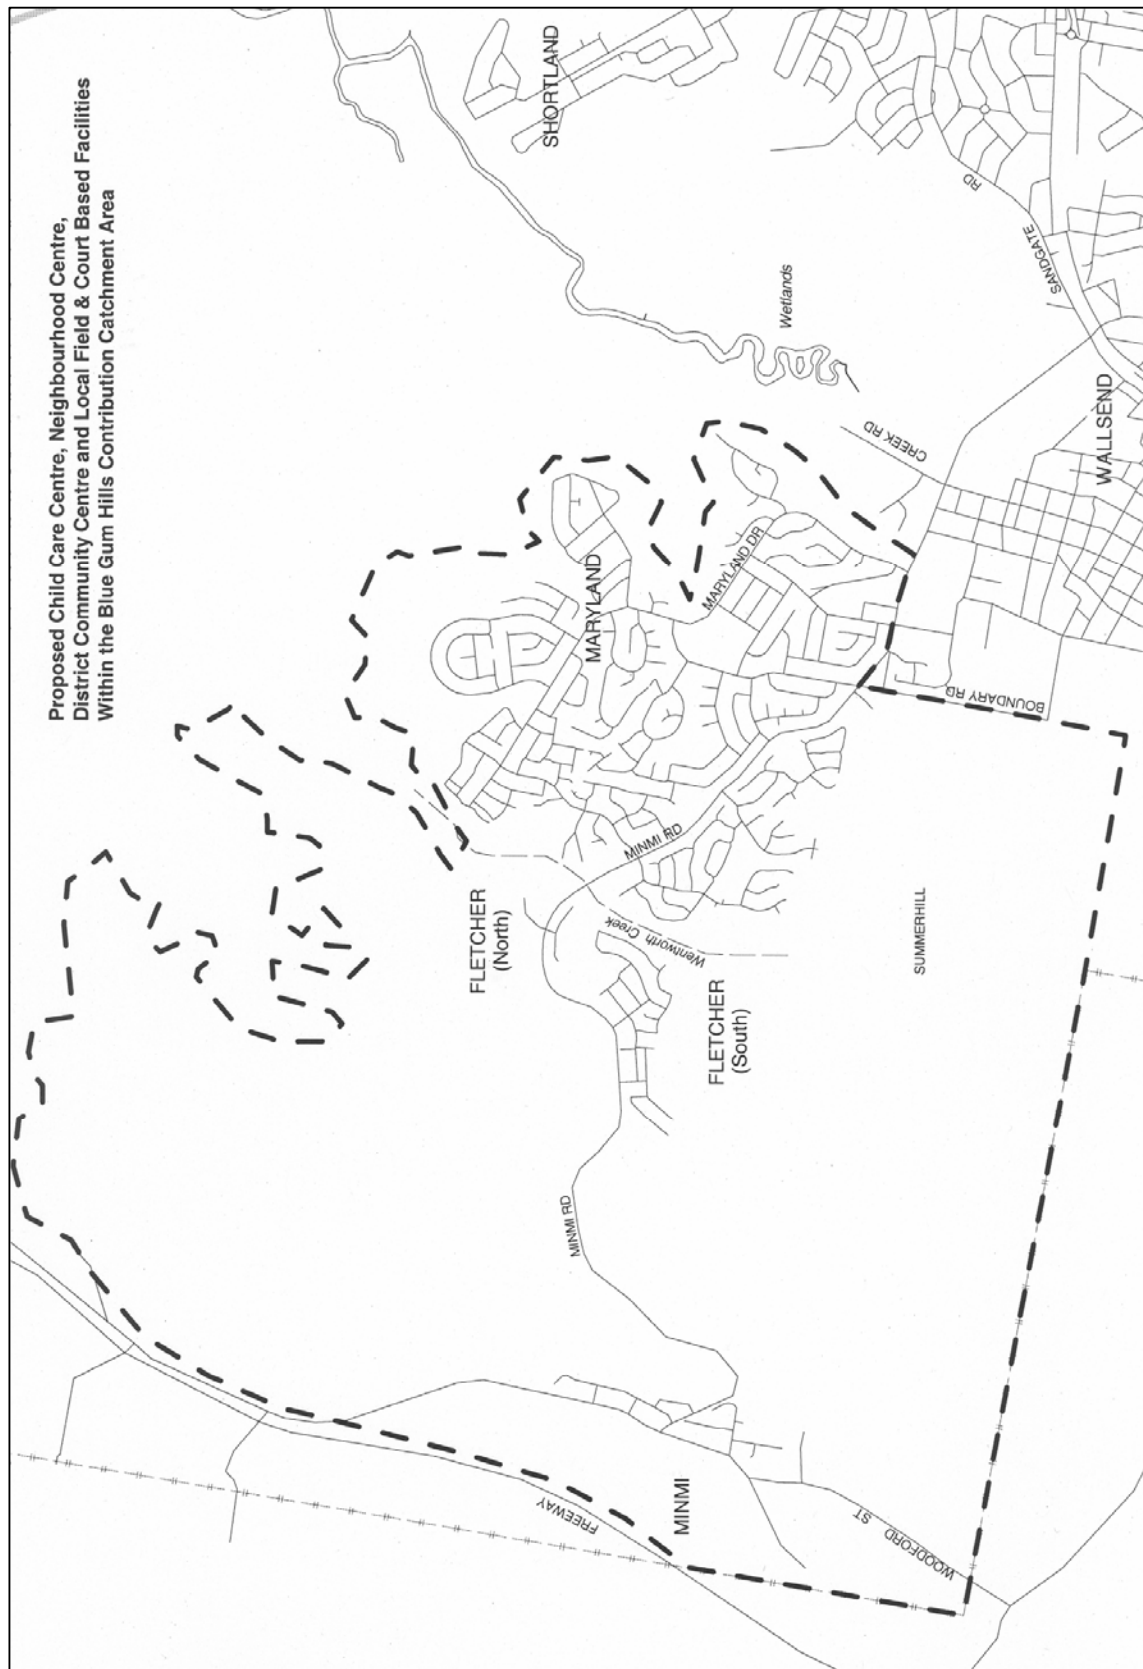 Proposed Child Care Centre, Neighbourhood Centre,
District Community Centre and Local Field & Court Based Facilities
Within the Blue Gum Hills Contribution Catchment Area
SHORTLAND
Wetlands
SANDGATE
RD
CREEK RD
WALLSEND
MARYLAND
MARYLAND DR
BOUNDARY RD
MINMI RD
FLETCHER
(North)
Wentworth Creek
FLETCHER
(South)
SUMMERHILL
MINMI RD
FREEWAY
MINMI
WOODFORD ST